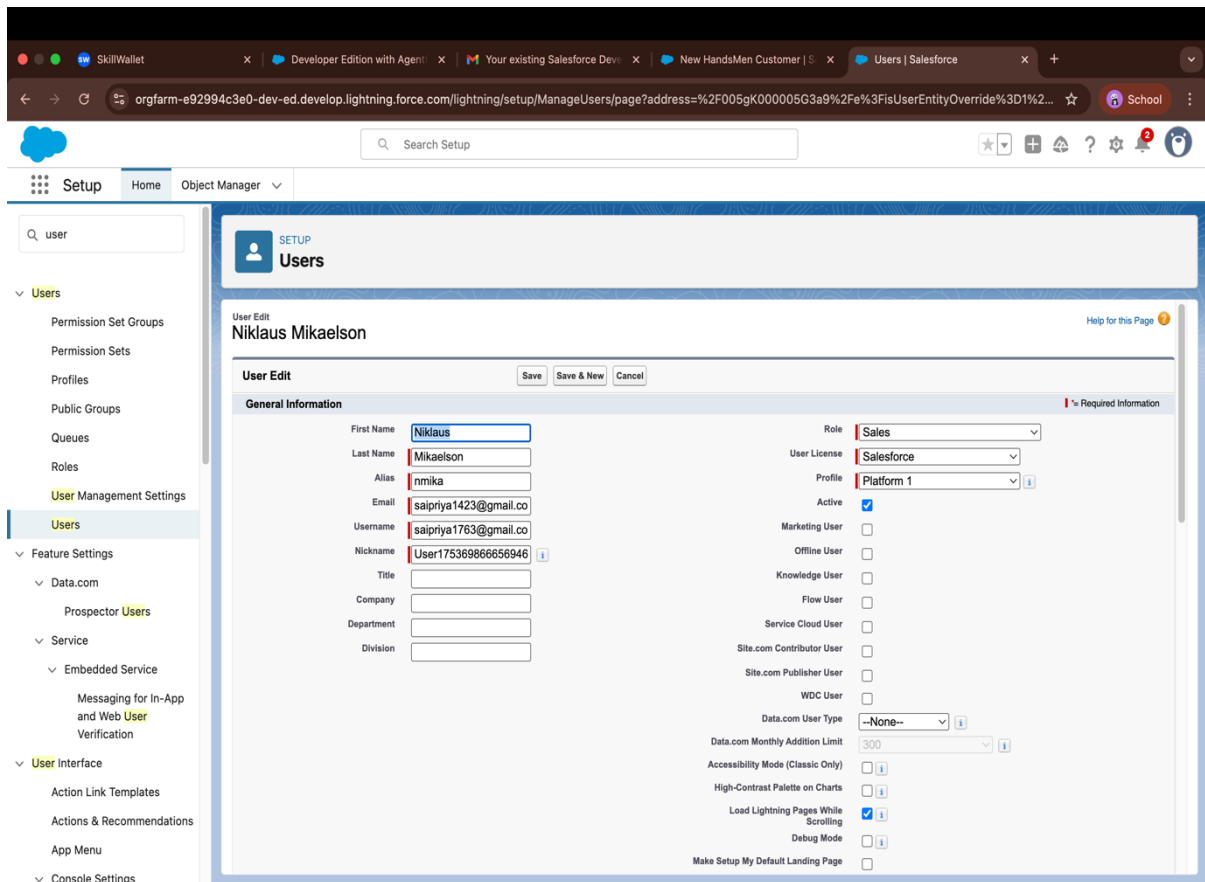 SkillWallet
Developer Edition with Agent
Your existing Salesforce Deve
New HandsMen Customer | S
Users | Salesforce
orgfarm-e92994c3e0-dev-ed.develop.lightning.force.com/lightning/setup/ManageUsers/page?address=%2F005gK000005G3a9%2Fe%3FisUserEntityOverride%3D1%2...
School
Search Setup
2
Setup
Home
Object Manager
user
Users
Permission Set Groups
Permission Sets
Profiles
Public Groups
Queues
Roles
User Management Settings
Users
Feature Settings
Data.com
Prospector Users
Service
Embedded Service
Messaging for In-App
and Web User
Verification
User Interface
Action Link Templates
Actions & Recommendations
App Menu
Console Settings
SETUP
Users
User Edit
Niklaus Mikaelson
Help for this Page ?
User Edit
Save
Save & New
Cancel
General Information
*= Required Information
First Name Niklaus
Last Name Mikaelson
Alias nmika
Email saipriya1423@gmail.co
Username saipriya1763@gmail.co
Nickname User175369866656946
Title
Company
Department
Division
Role Sales
User License Salesforce
Profile Platform 1
Active
Marketing User
Offline User
Knowledge User
Flow User
Service Cloud User
Site.com Contributor User
Site.com Publisher User
WDC User
Data.com User Type --None--
Data.com Monthly Addition Limit 300
Accessibility Mode (Classic Only)
High-Contrast Palette on Charts
Load Lightning Pages While
Scrolling
Debug Mode
Make Setup My Default Landing Page